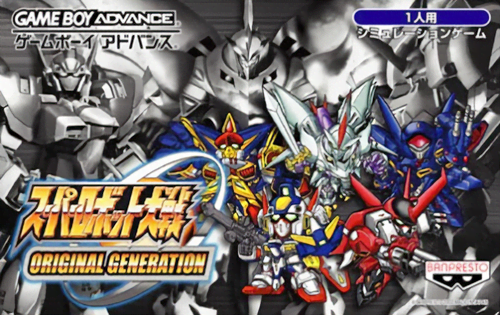 GAME BOY ADVANCE
ゲームボーイ アドバンス
1人用
シミュレーションゲーム
スーパーロボット大戦
ORIGINAL GENERATION
BANPRESTO